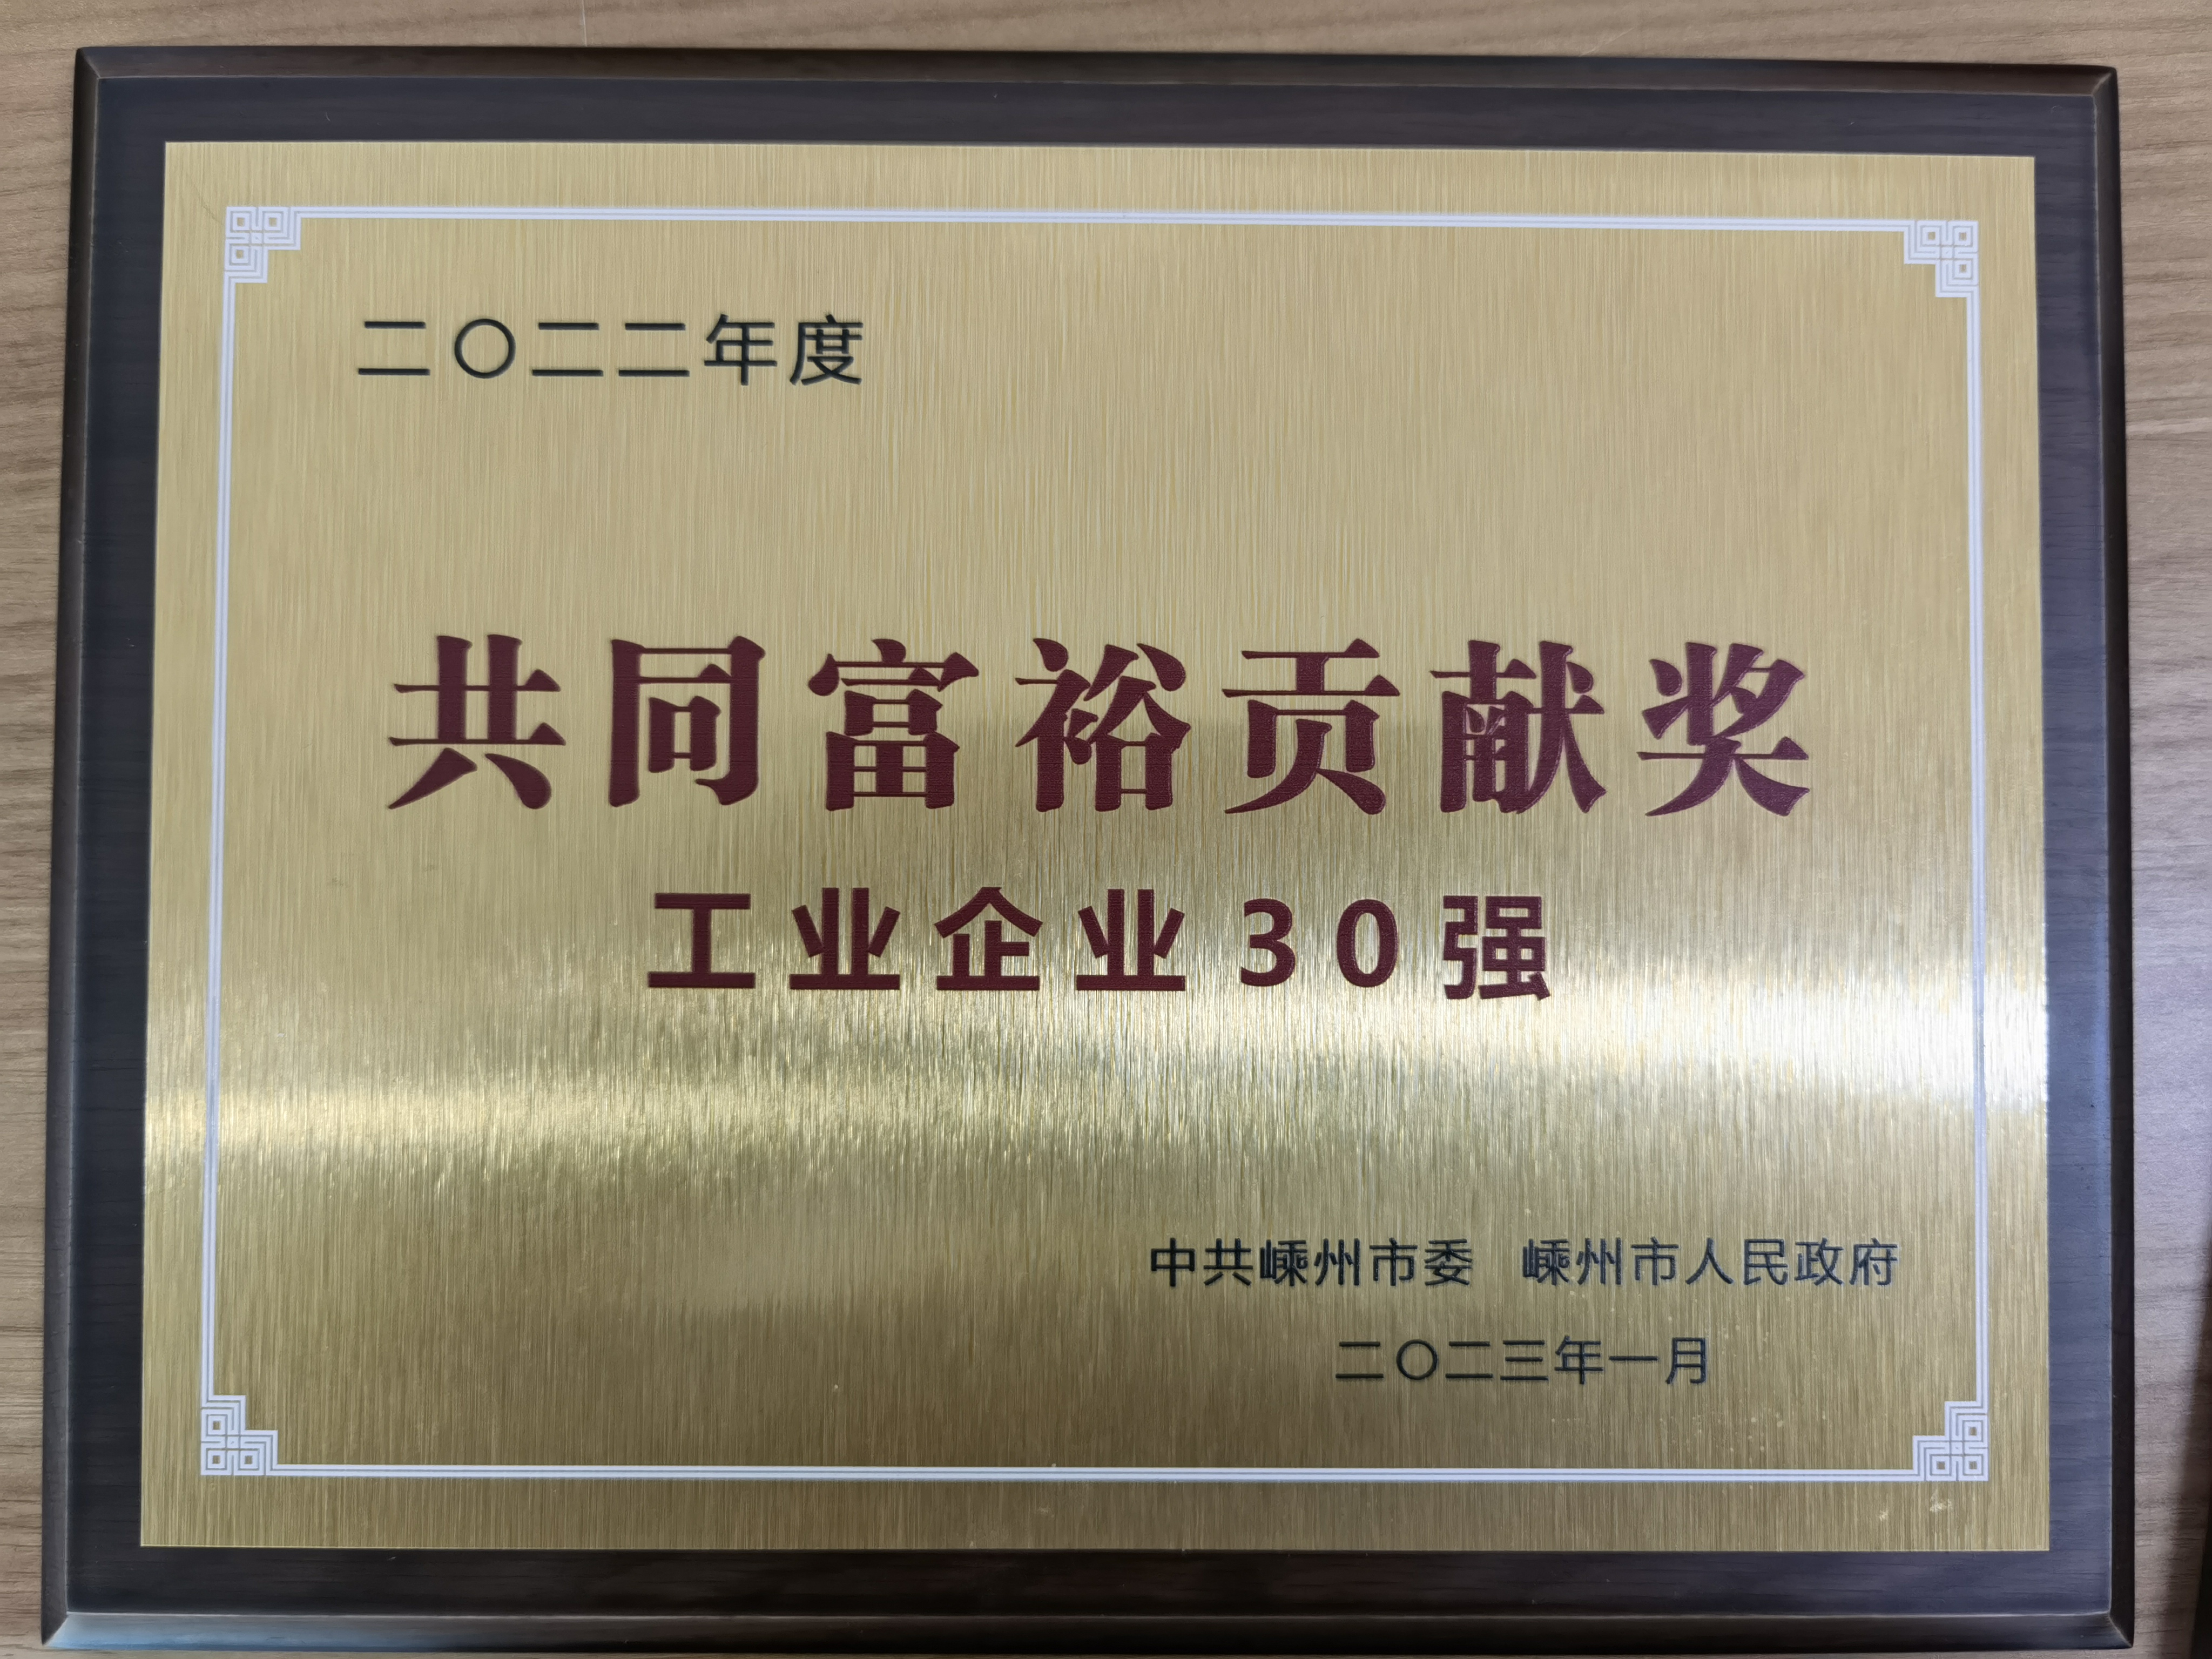 二〇二二年度
共同富裕贡献奖
工业企业30强
中共嵊州市委 嵊州市人民政府
二〇二三年一月